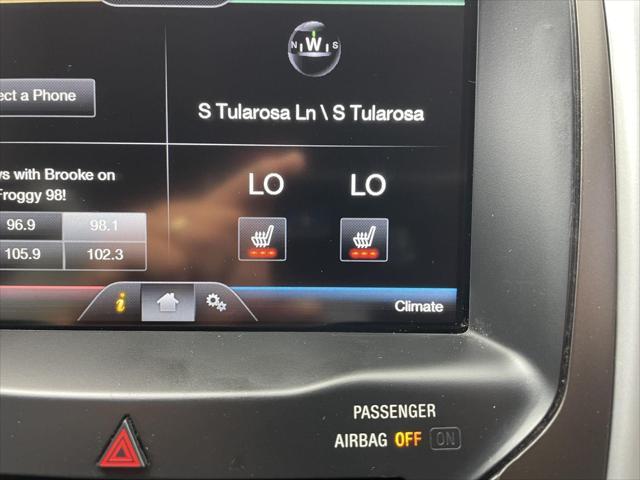 N W S
ect a Phone
S Tularosa Ln \ S Tularosa
ys with Brooke on
Froggy 98!
LO LO
96.9 98.1
105.9 102.3
i
Climate
PASSENGER
AIRBAG OFF ON